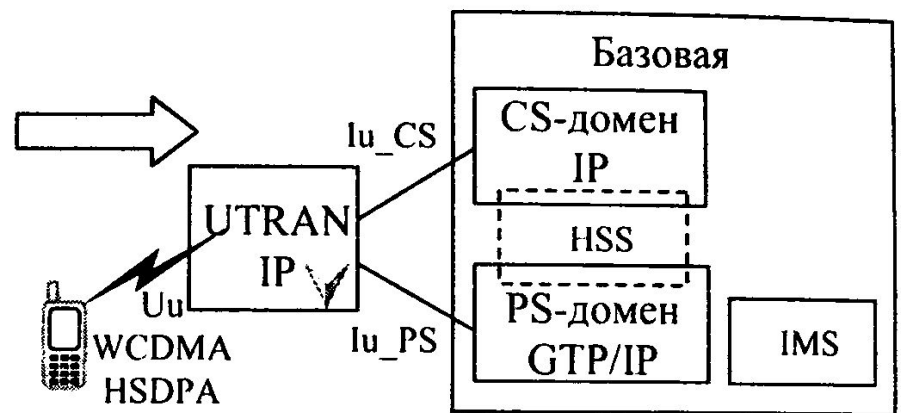 Базовая
CS-домен
IP
Iu_CS
UTRAN
IP
HSS
Uu
Iu_PS
PS-домен
GTP/IP
IMS
WCDMA
HSDPA